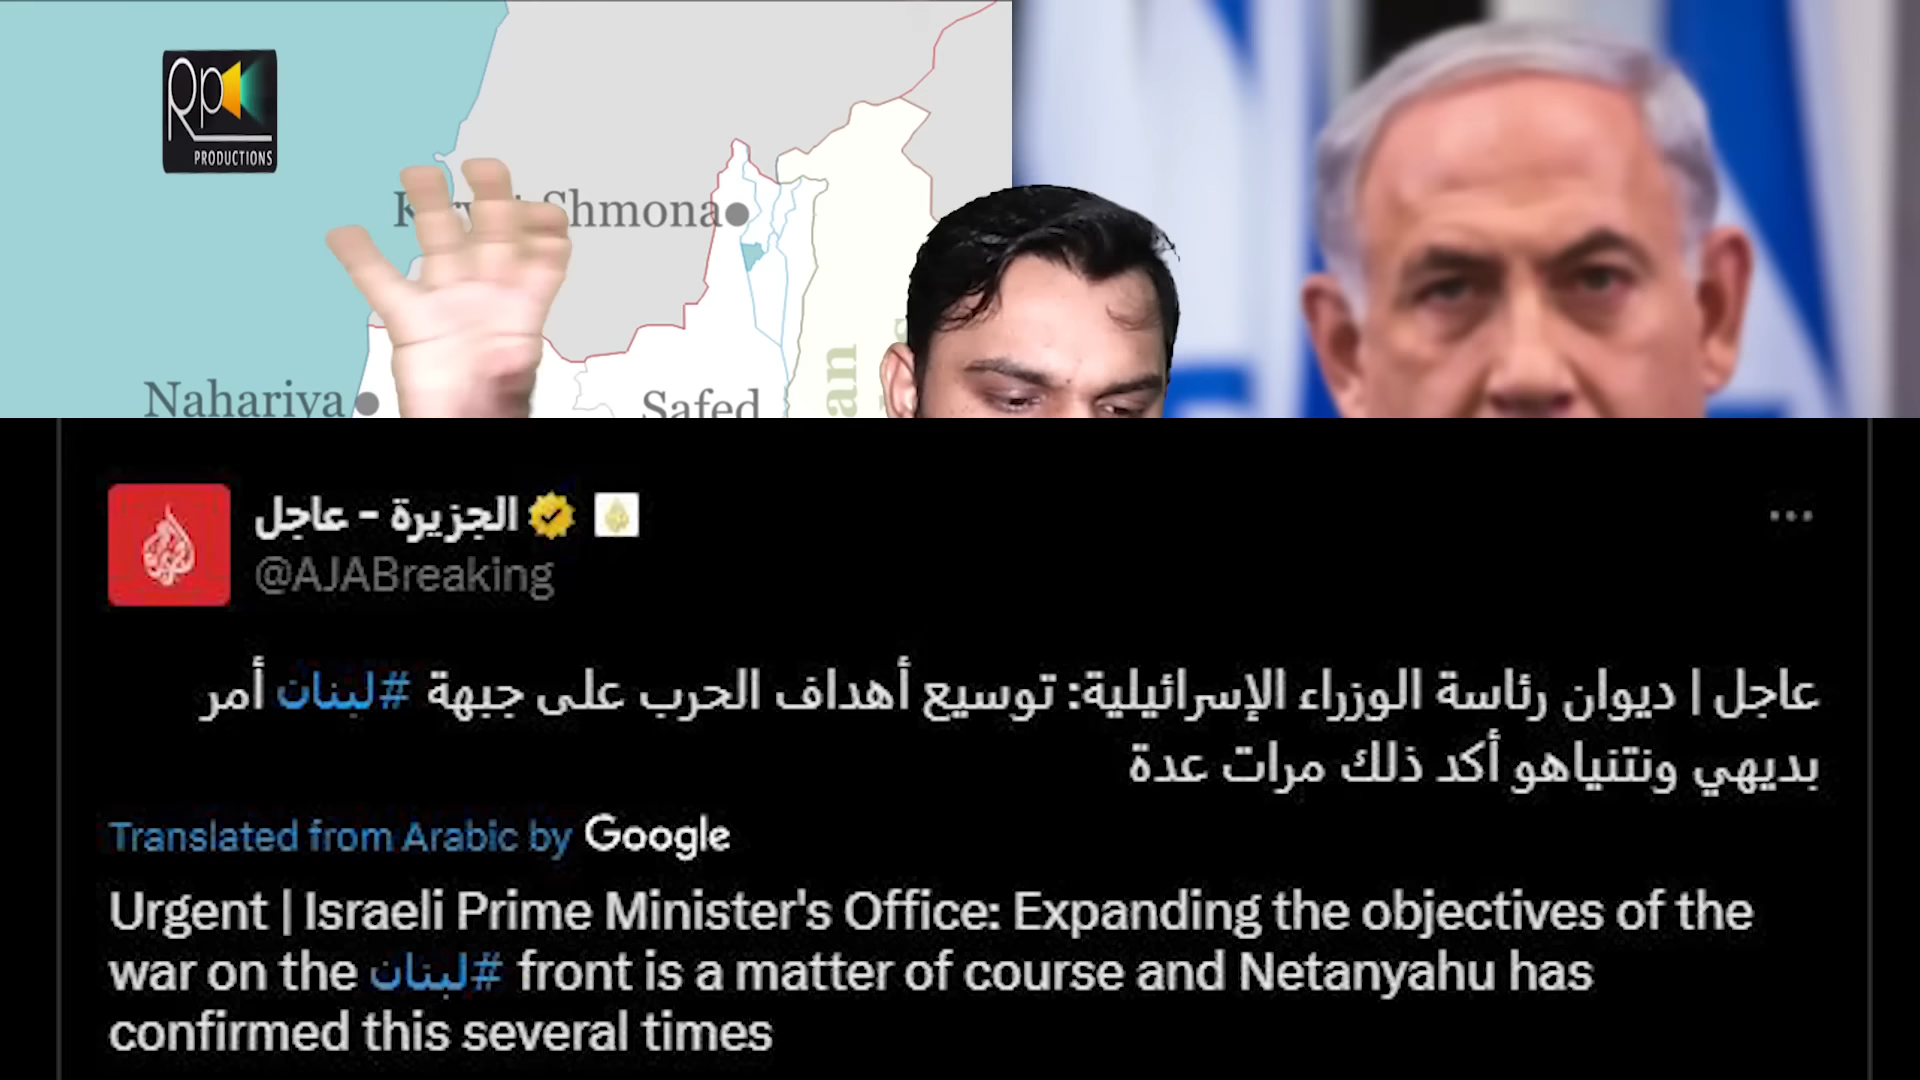 Rp
PRODUCTIONS
Shmona
Nahariya
Safed
an
الجزيرة - عاجل
@AJABreaking
عاجل | ديوان رئاسة الوزراء الإسرائيلية: توسيع أهداف الحرب على جبهة #لبنان أمر
بديهي ونتنياهو أكد ذلك مرات عدة
Translated from Arabic by Google
Urgent | Israeli Prime Minister's Office: Expanding the objectives of the
war on the #لبنان front is a matter of course and Netanyahu has
confirmed this several times